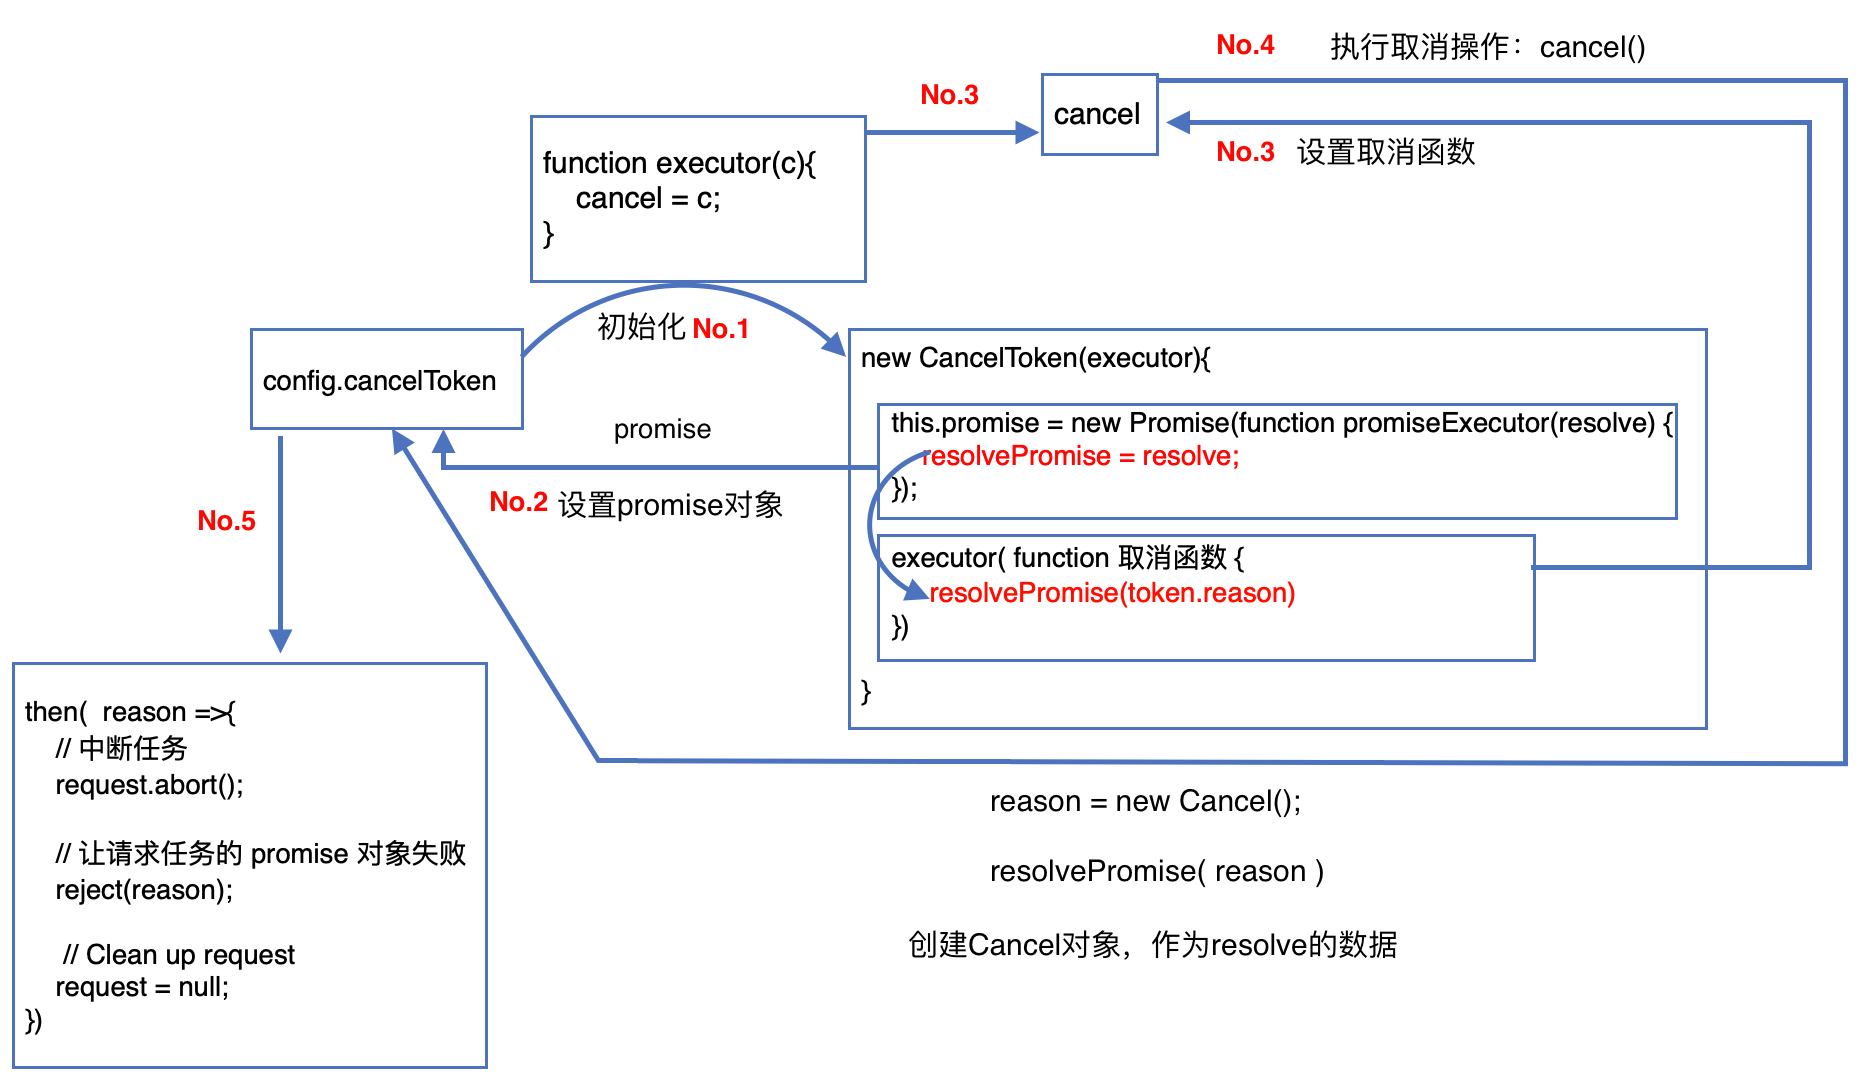 No.4 执行取消操作：cancel()
No.3
cancel
No.3 设置取消函数
function executor(c){
cancel = c;
}
初始化 No.1
config.cancelToken
new CancelToken(executor){
this.promise = new Promise(function promiseExecutor(resolve) {
resolvePromise = resolve;
});
promise
No.2 设置promise对象
No.5
executor( function 取消函数 {
resolvePromise(token.reason)
})
}
then( reason =>{
// 中断任务
request.abort();
// 让请求任务的 promise 对象失败
reject(reason);
// Clean up request
request = null;
})
reason = new Cancel();
resolvePromise( reason )
创建Cancel对象，作为resolve的数据